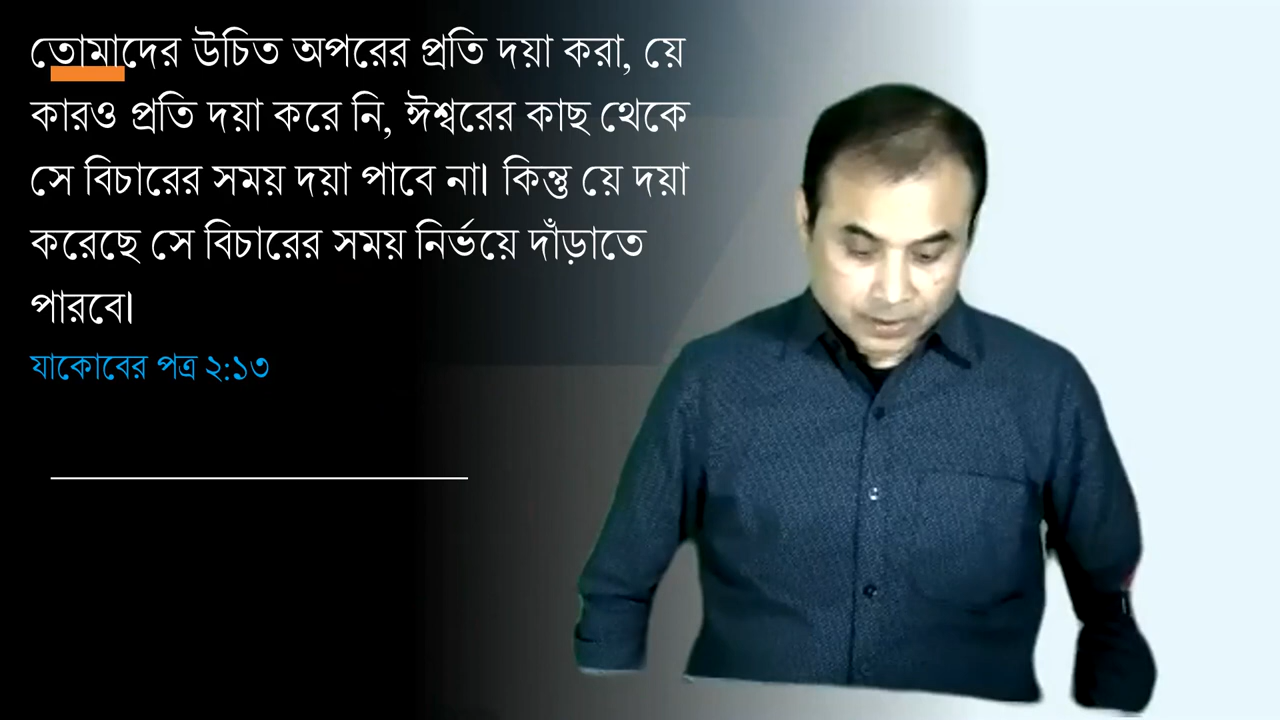 তোমাদের উচিত অপরের প্রতি দয়া করা, য়ে
কারও প্রতি দয়া করে নি, ঈশ্বরের কাছ থেকে
সে বিচারের সময় দয়া পাবে না৷ কিন্তু য়ে দয়া
করেছে সে বিচারের সময় নির্ভয়ে দাঁড়াতে
পারবে৷
যাকোবের পত্র ২:১৩